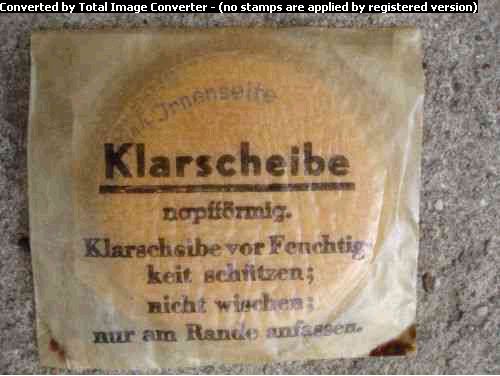 Converted by Total Image Converter - (no stamps are applied by registered version)
Jnnenseite
Klarscheibe
napfförmig.
Klarscheibe vor Feuchtig-
keit schützen;
nicht wischen;
nur am Rande anfassen.